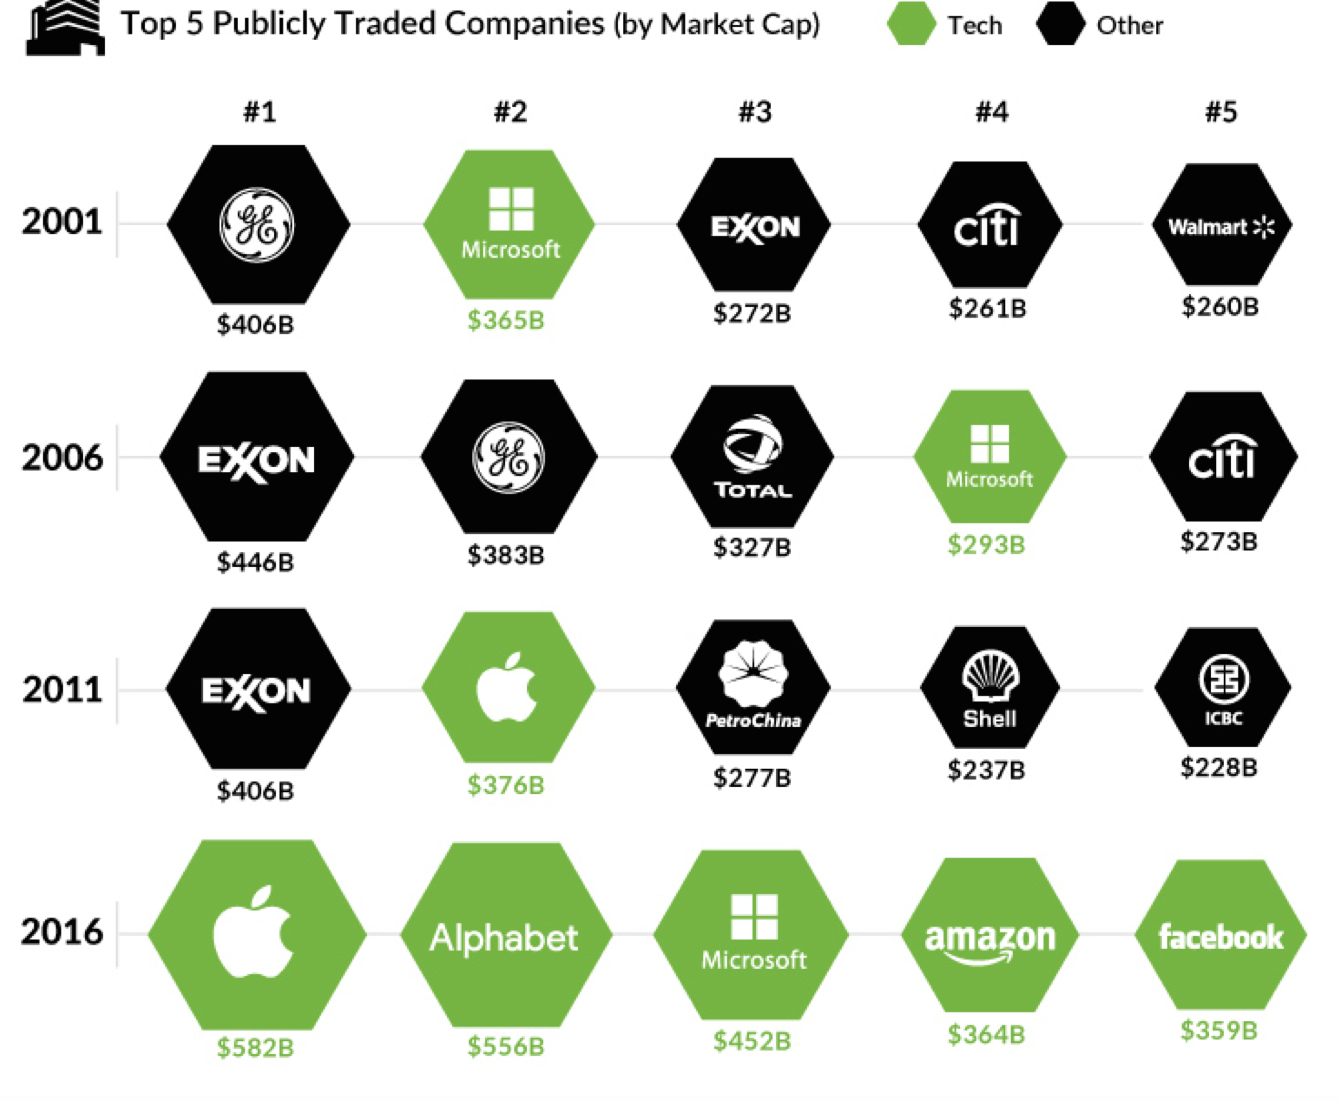 Top 5 Publicly Traded Companies (by Market Cap)
Tech
Other
#1 #2 #3 #4 #5
2001
GE
Microsoft
EXXON
citi
Walmart
$406B $365B $272B $261B $260B
2006
EXXON
GE
TOTAL
Microsoft
citi
$446B $383B $327B $293B $273B
2011
EXXON
PetroChina
Shell
ICBC
$406B $376B $277B $237B $228B
2016
Alphabet
Microsoft
amazon
facebook
$582B $556B $452B $364B $359B